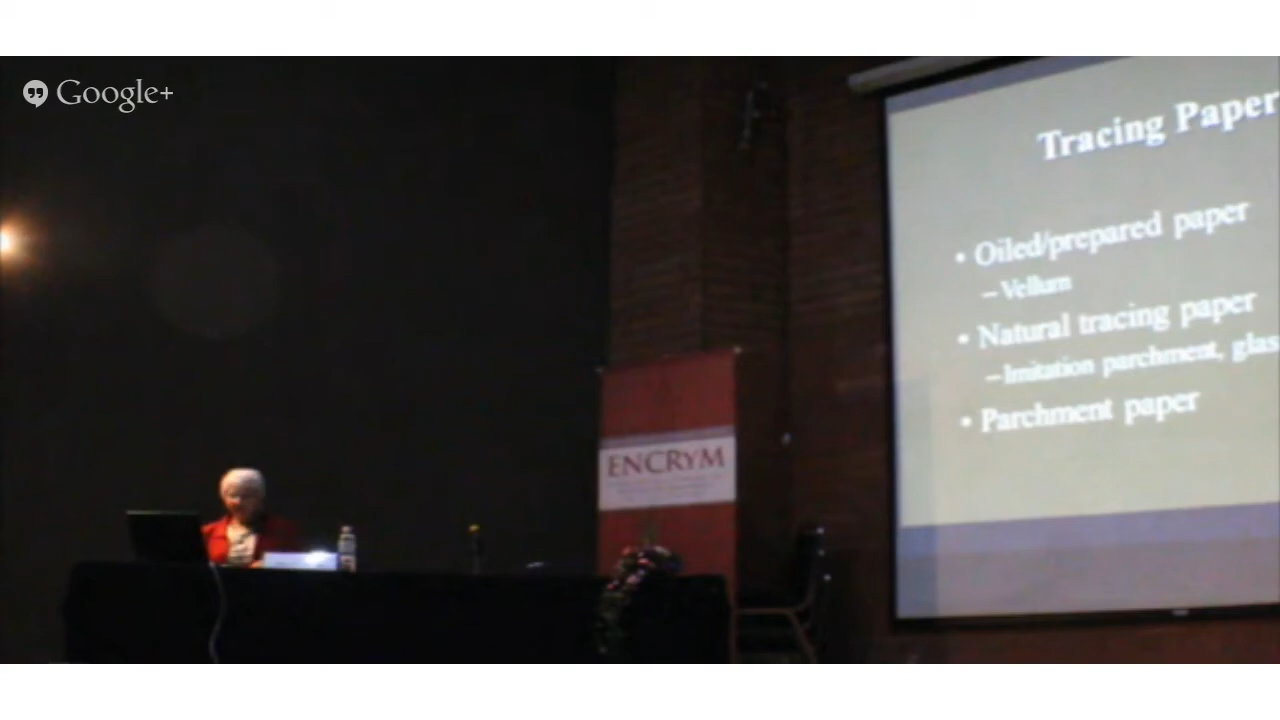 Google+
Tracing Paper
• Oiled/prepared paper
– Vellum
• Natural tracing paper
– Imitation parchment, glas
• Parchment paper
ENCRYM